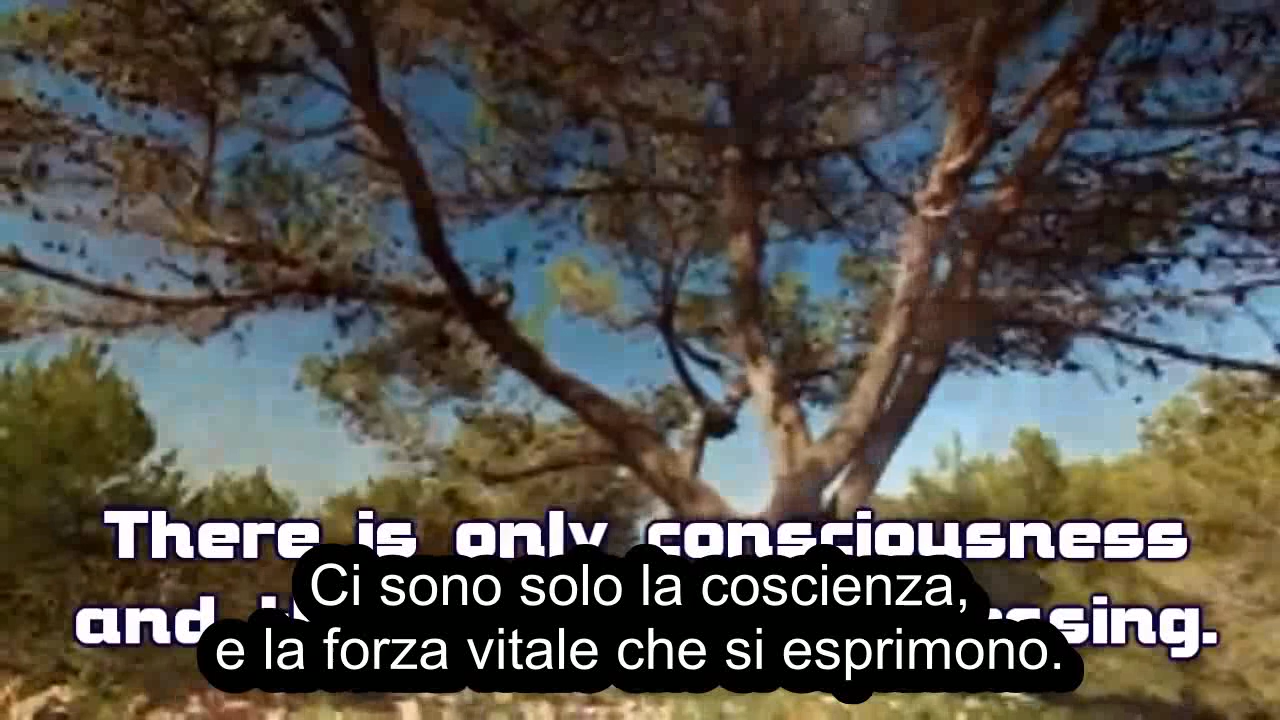 There is only consciousness
and
Ci sono solo la coscienza,
e la forza vitale che si esprimono.